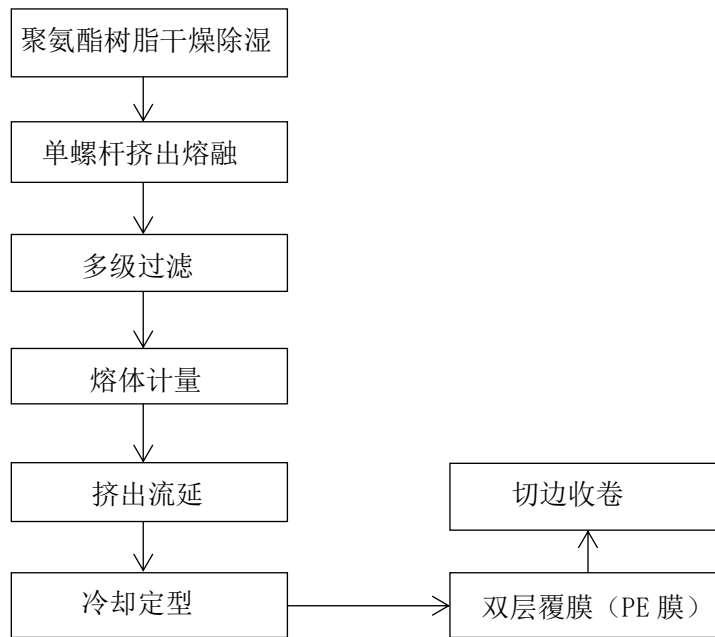 聚氨酯树脂干燥除湿
单螺杆挤出熔融
多级过滤
熔体计量
挤出流延
冷却定型
双层覆膜（PE 膜）
切边收卷